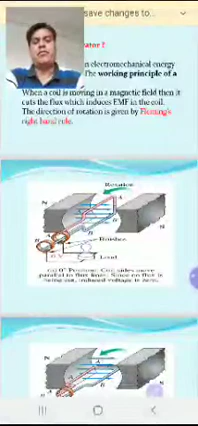 save changes to...
ator ?
n electromechanical energy
The working principle of a
When a coil is moving in a magnetic field then it
cuts the flux which induces EMF in the coil.
The direction of rotation is given by Fleming's
right hand rule.
Rotation
N
A
B
S
Brushes
0 V
Load
(a) 0° Position: Coil sides move
parallel to flux lines. Since no flux is
being cut, induced voltage is zero.
N
A
B
S
A